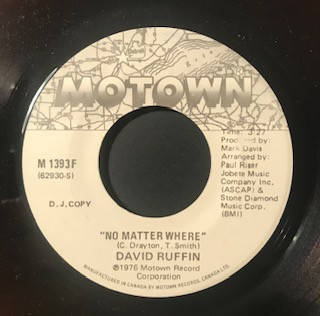 MOTOWN
M 1393F
(62930-S)
D.J. COPY
Time: 3:27
Produced by:
Mark Davis
Arranged by:
Paul Riser
Jobete Music
Company Inc.
(ASCAP) &
Stone Diamond
Music Corp.
(BMI)
"NO MATTER WHERE"
(C. Drayton, T. Smith)
DAVID RUFFIN
℗1976 Motown Record
Corporation
MANUFACTURED IN CANADA BY MOTOWN RECORDS, CANADA LTD.